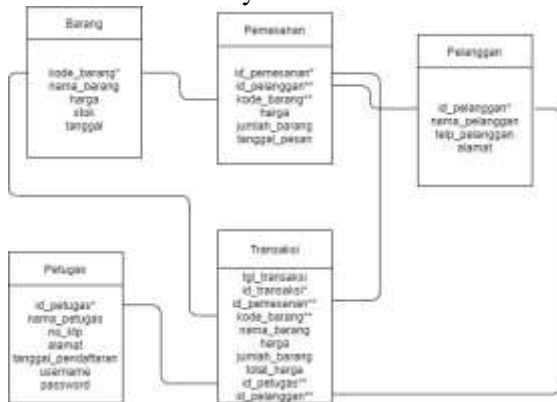 Barang
kode_barang*
nama_barang
harga
stok
tanggal
Pemesanan
id_pemesanan*
id_pelanggan**
kode_barang**
harga
jumlah_barang
tanggal_pesan
Pelanggan
id_pelanggan*
nama_pelanggan
telp_pelanggan
alamat
Petugas
id_petugas*
nama_petugas
no_ktp
alamat
tanggal_pendaftaran
username
password
Transaksi
tgl_transaksi
id_transaksi*
id_pemesanan**
kode_barang**
nama_barang
harga
jumlah_barang
total_harga
id_petugas**
id_pelanggan**